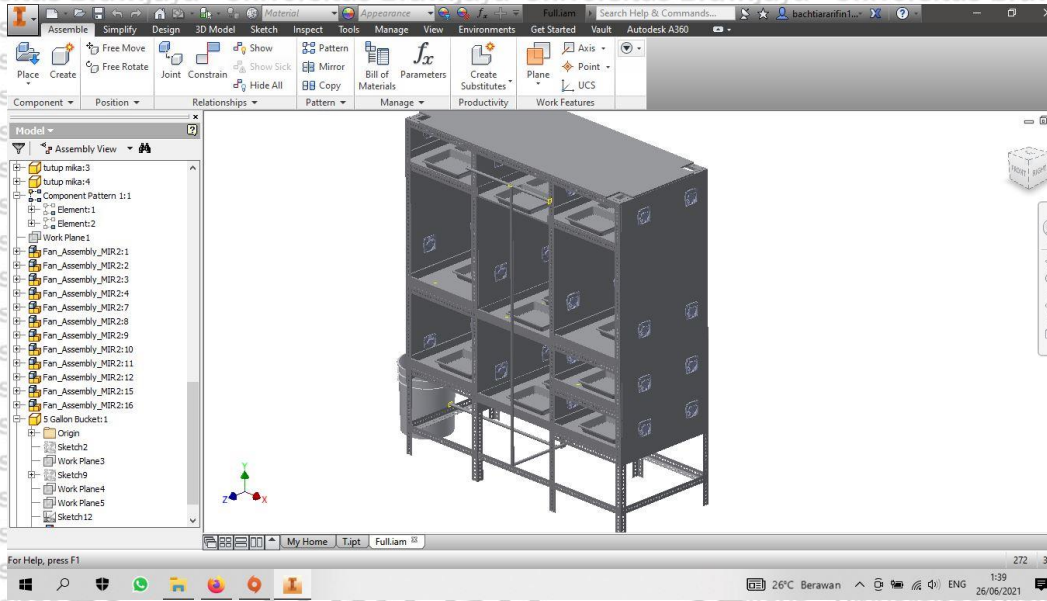 Material
Appearance
Full.iam
Search Help & Commands...
bachtiararifin1...
Assemble Simplify Design 3D Model Sketch Inspect Tools Manage View Environments Get Started Vault Autodesk A360
Place
Create
Free Move
Free Rotate
Joint
Constrain
Show
Show Sick
Hide All
Pattern
Mirror
Copy
Bill of Materials
Parameters
Create Substitutes
Plane
Axis
Point
UCS
Component Position Relationships Pattern Manage Productivity Work Features
Model
Assembly View
tutup mika:3
tutup mika:4
Component Pattern 1:1
Element:1
Element:2
Work Plane1
Fan_Assembly_MIR2:1
Fan_Assembly_MIR2:2
Fan_Assembly_MIR2:3
Fan_Assembly_MIR2:4
Fan_Assembly_MIR2:7
Fan_Assembly_MIR2:8
Fan_Assembly_MIR2:9
Fan_Assembly_MIR2:10
Fan_Assembly_MIR2:11
Fan_Assembly_MIR2:12
Fan_Assembly_MIR2:15
Fan_Assembly_MIR2:16
5 Gallon Bucket:1
Origin
Sketch2
Work Plane3
Sketch9
Work Plane4
Work Plane5
Sketch12
FRONT RIGHT
Y
Z X
My Home T.ipt Full.iam
For Help, press F1
272 3
26°C Berawan ENG 1:39
26/06/2021